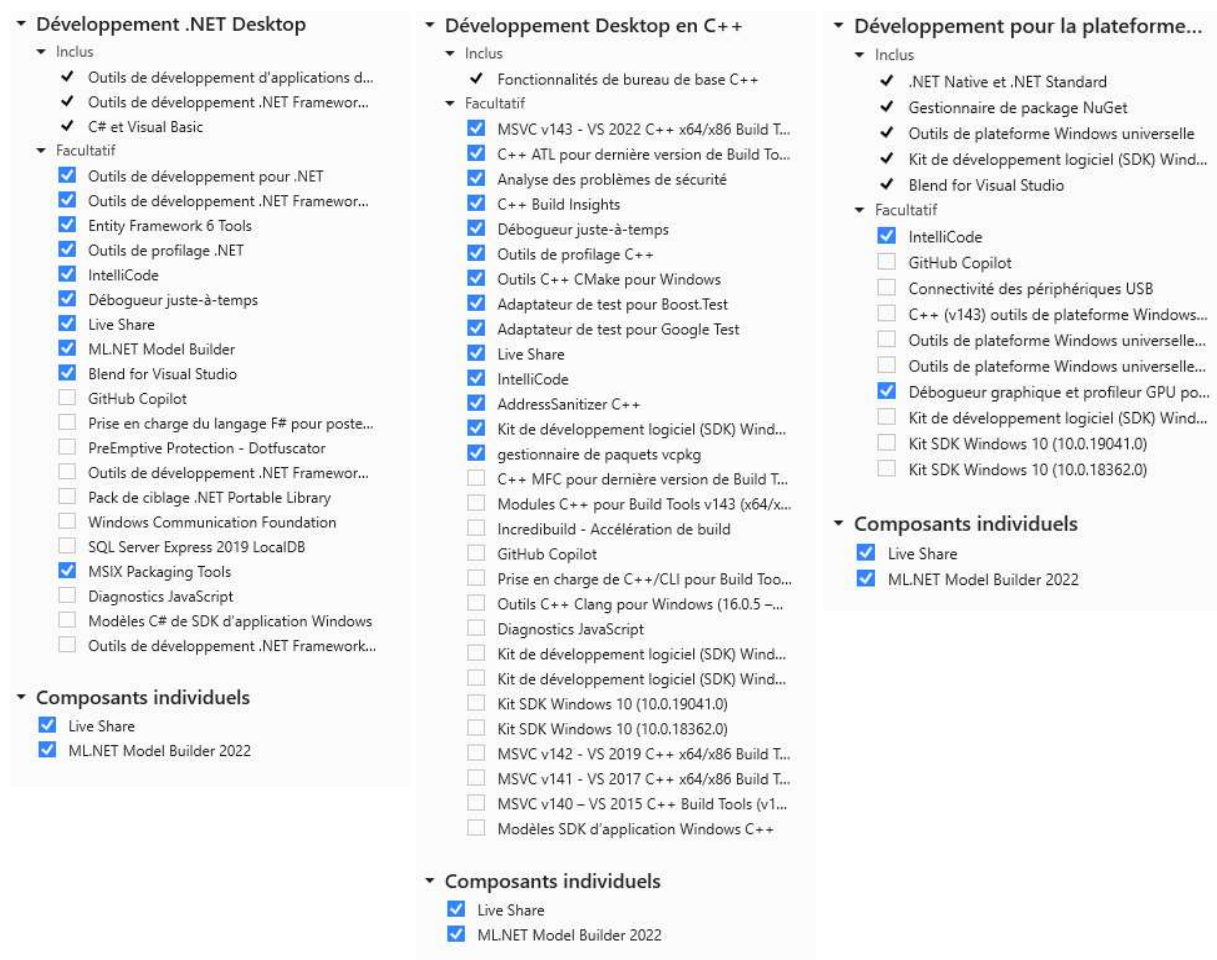 Développement .NET Desktop
Inclus
Outils de développement d'applications d...
Outils de développement .NET Framewor...
C# et Visual Basic
Facultatif
Outils de développement pour .NET
Outils de développement .NET Framewor...
Entity Framework 6 Tools
Outils de profilage .NET
IntelliCode
Débogueur juste-à-temps
Live Share
ML.NET Model Builder
Blend for Visual Studio
GitHub Copilot
Prise en charge du langage F# pour poste...
PreEmptive Protection - Dotfuscator
Outils de développement .NET Framewor...
Pack de ciblage .NET Portable Library
Windows Communication Foundation
SQL Server Express 2019 LocalDB
MSIX Packaging Tools
Diagnostics JavaScript
Modèles C# de SDK d'application Windows
Outils de développement .NET Framework...
Composants individuels
Live Share
ML.NET Model Builder 2022
Développement Desktop en C++
Inclus
Fonctionnalités de bureau de base C++
Facultatif
MSVC v143 - VS 2022 C++ x64/x86 Build T...
C++ ATL pour dernière version de Build To...
Analyse des problèmes de sécurité
C++ Build Insights
Débogueur juste-à-temps
Outils de profilage C++
Outils C++ CMake pour Windows
Adaptateur de test pour Boost.Test
Adaptateur de test pour Google Test
Live Share
IntelliCode
AddressSanitizer C++
Kit de développement logiciel (SDK) Wind...
gestionnaire de paquets vcpkg
C++ MFC pour dernière version de Build T...
Modules C++ pour Build Tools v143 (x64/x...
Incredibuild - Accélération de build
GitHub Copilot
Prise en charge de C++/CLI pour Build Too...
Outils C++ Clang pour Windows (16.0.5 –...
Diagnostics JavaScript
Kit de développement logiciel (SDK) Wind...
Kit de développement logiciel (SDK) Wind...
Kit SDK Windows 10 (10.0.19041.0)
Kit SDK Windows 10 (10.0.18362.0)
MSVC v142 - VS 2019 C++ x64/x86 Build T...
MSVC v141 - VS 2017 C++ x64/x86 Build T...
MSVC v140 – VS 2015 C++ Build Tools (v1...
Modèles SDK d'application Windows C++
Composants individuels
Live Share
ML.NET Model Builder 2022
Développement pour la plateforme...
Inclus
.NET Native et .NET Standard
Gestionnaire de package NuGet
Outils de plateforme Windows universelle
Kit de développement logiciel (SDK) Wind...
Blend for Visual Studio
Facultatif
IntelliCode
GitHub Copilot
Connectivité des périphériques USB
C++ (v143) outils de plateforme Windows...
Outils de plateforme Windows universelle...
Outils de plateforme Windows universelle...
Débogueur graphique et profileur GPU po...
Kit de développement logiciel (SDK) Wind...
Kit SDK Windows 10 (10.0.19041.0)
Kit SDK Windows 10 (10.0.18362.0)
Composants individuels
Live Share
ML.NET Model Builder 2022